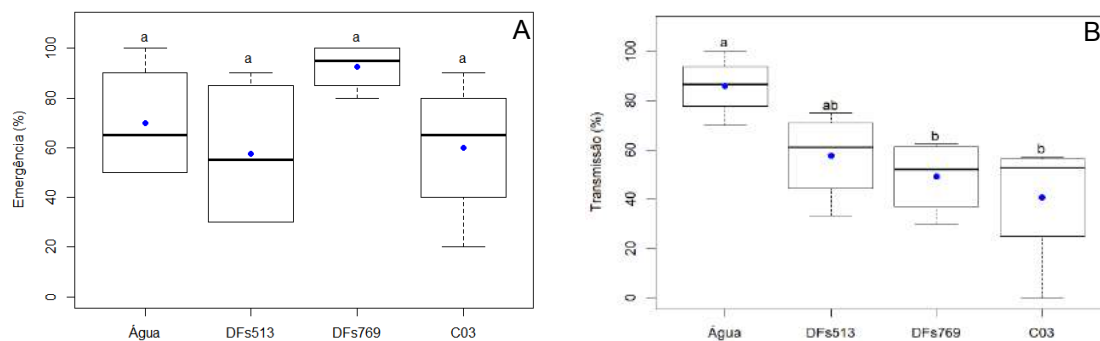 A
Emergência (%)
100
80
60
40
20
0
a
a
a
a
Água
DFs513
DFs769
C03
B
Transmissão (%)
100
80
60
40
20
0
a
ab
b
b
Água
DFs513
DFs769
C03